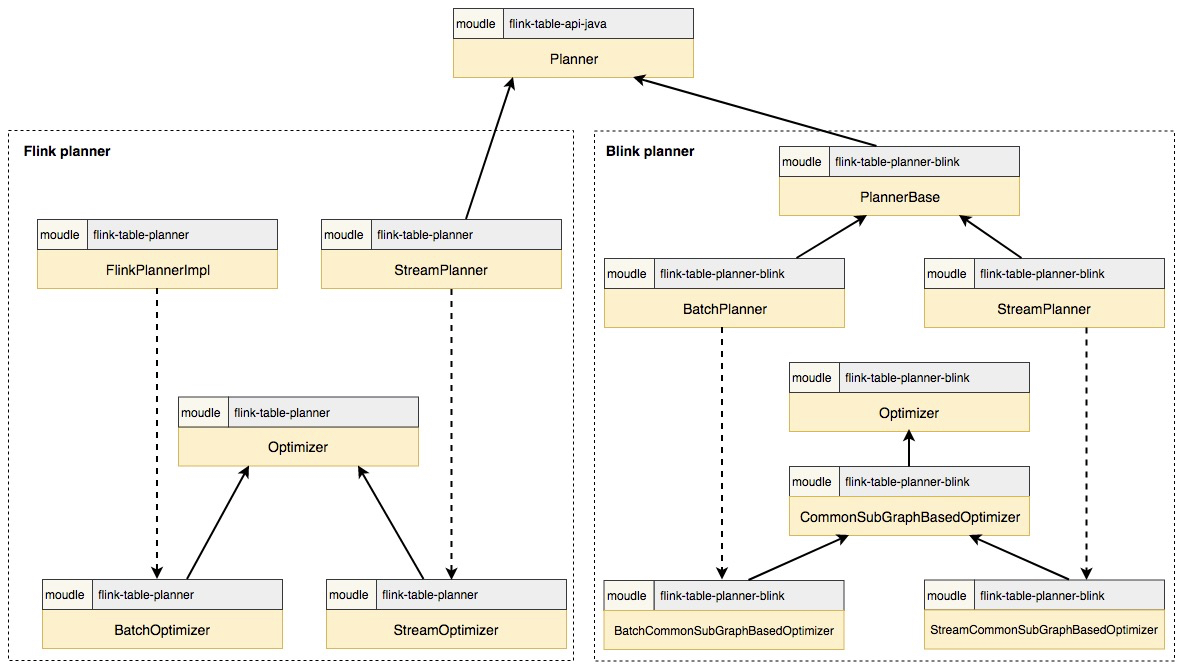 moudle flink-table-api-java
Planner
Flink planner
moudle flink-table-planner
FlinkPlannerImpl
moudle flink-table-planner
StreamPlanner
moudle flink-table-planner
Optimizer
moudle flink-table-planner
BatchOptimizer
moudle flink-table-planner
StreamOptimizer
Blink planner
moudle flink-table-planner-blink
PlannerBase
moudle flink-table-planner-blink
BatchPlanner
moudle flink-table-planner-blink
StreamPlanner
moudle flink-table-planner-blink
Optimizer
moudle flink-table-planner-blink
CommonSubGraphBasedOptimizer
moudle flink-table-planner-blink
BatchCommonSubGraphBasedOptimizer
moudle flink-table-planner-blink
StreamCommonSubGraphBasedOptimizer